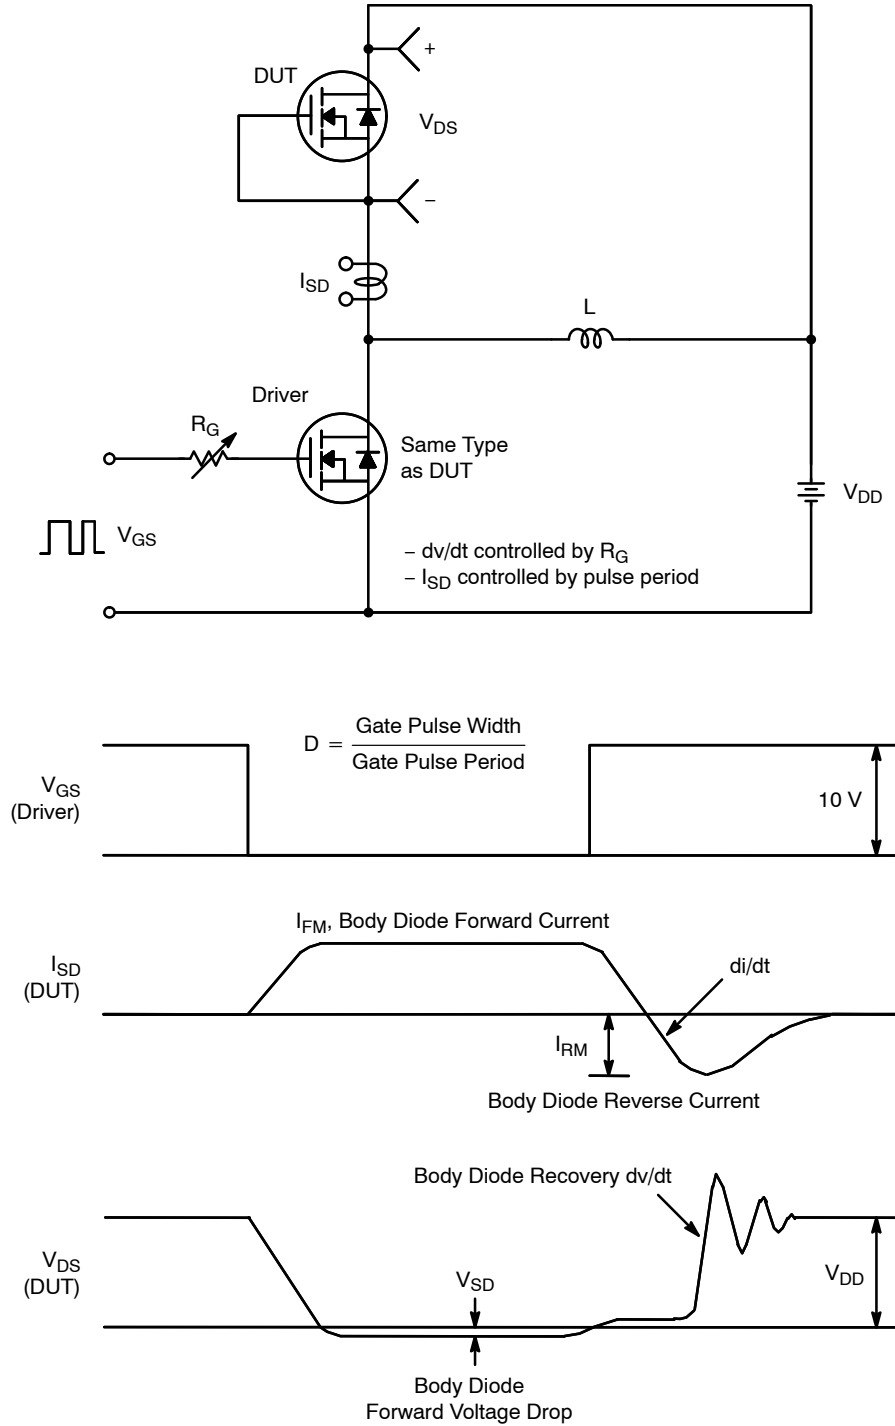 +
DUT
V_DS
−
I_SD
L
Driver
R_G
Same Type
as DUT
V_DD
V_GS
− dv/dt controlled by R_G
− I_SD controlled by pulse period
D = Gate Pulse Width
Gate Pulse Period
V_GS
(Driver)
10 V
I_FM, Body Diode Forward Current
I_SD
(DUT)
di/dt
I_RM
Body Diode Reverse Current
Body Diode Recovery dv/dt
V_DS
(DUT)
V_SD
V_DD
Body Diode
Forward Voltage Drop